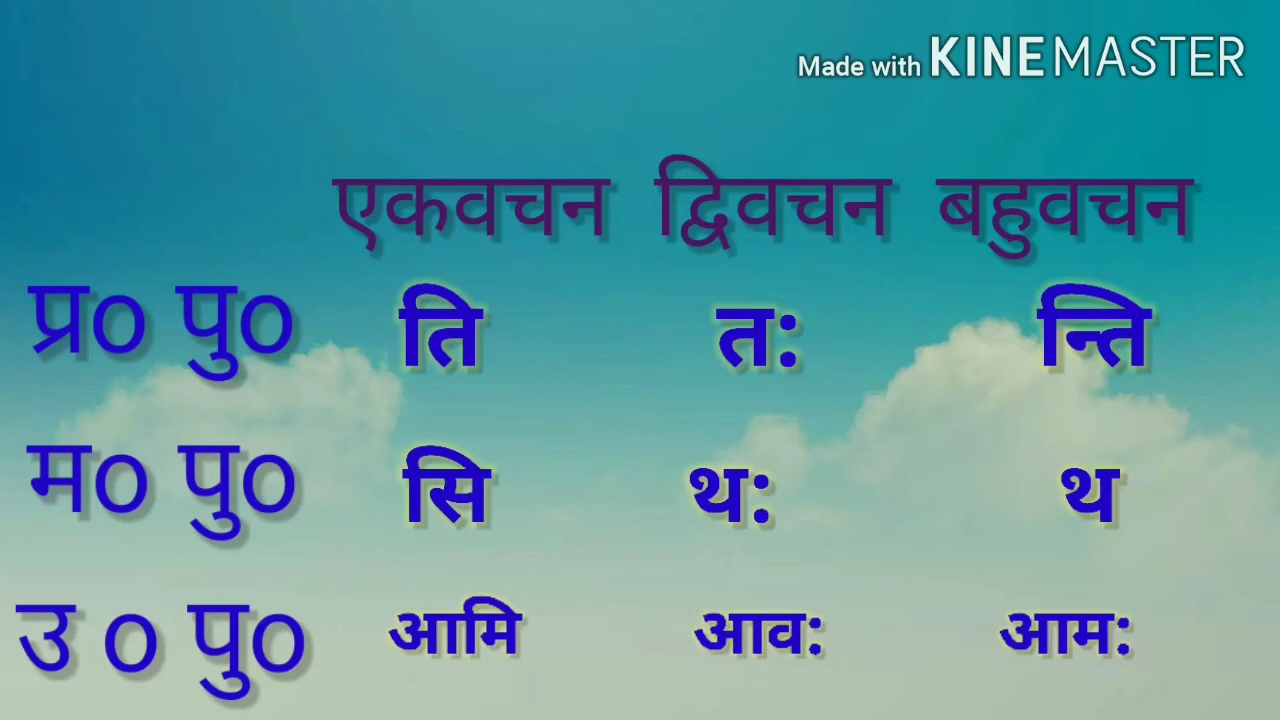 Made with KINEMASTER
एकवचन द्विवचन बहुवचन
प्र० पु० ति त: न्ति
म० पु० सि थ: थ
उ ० पु० आमि आव: आम: